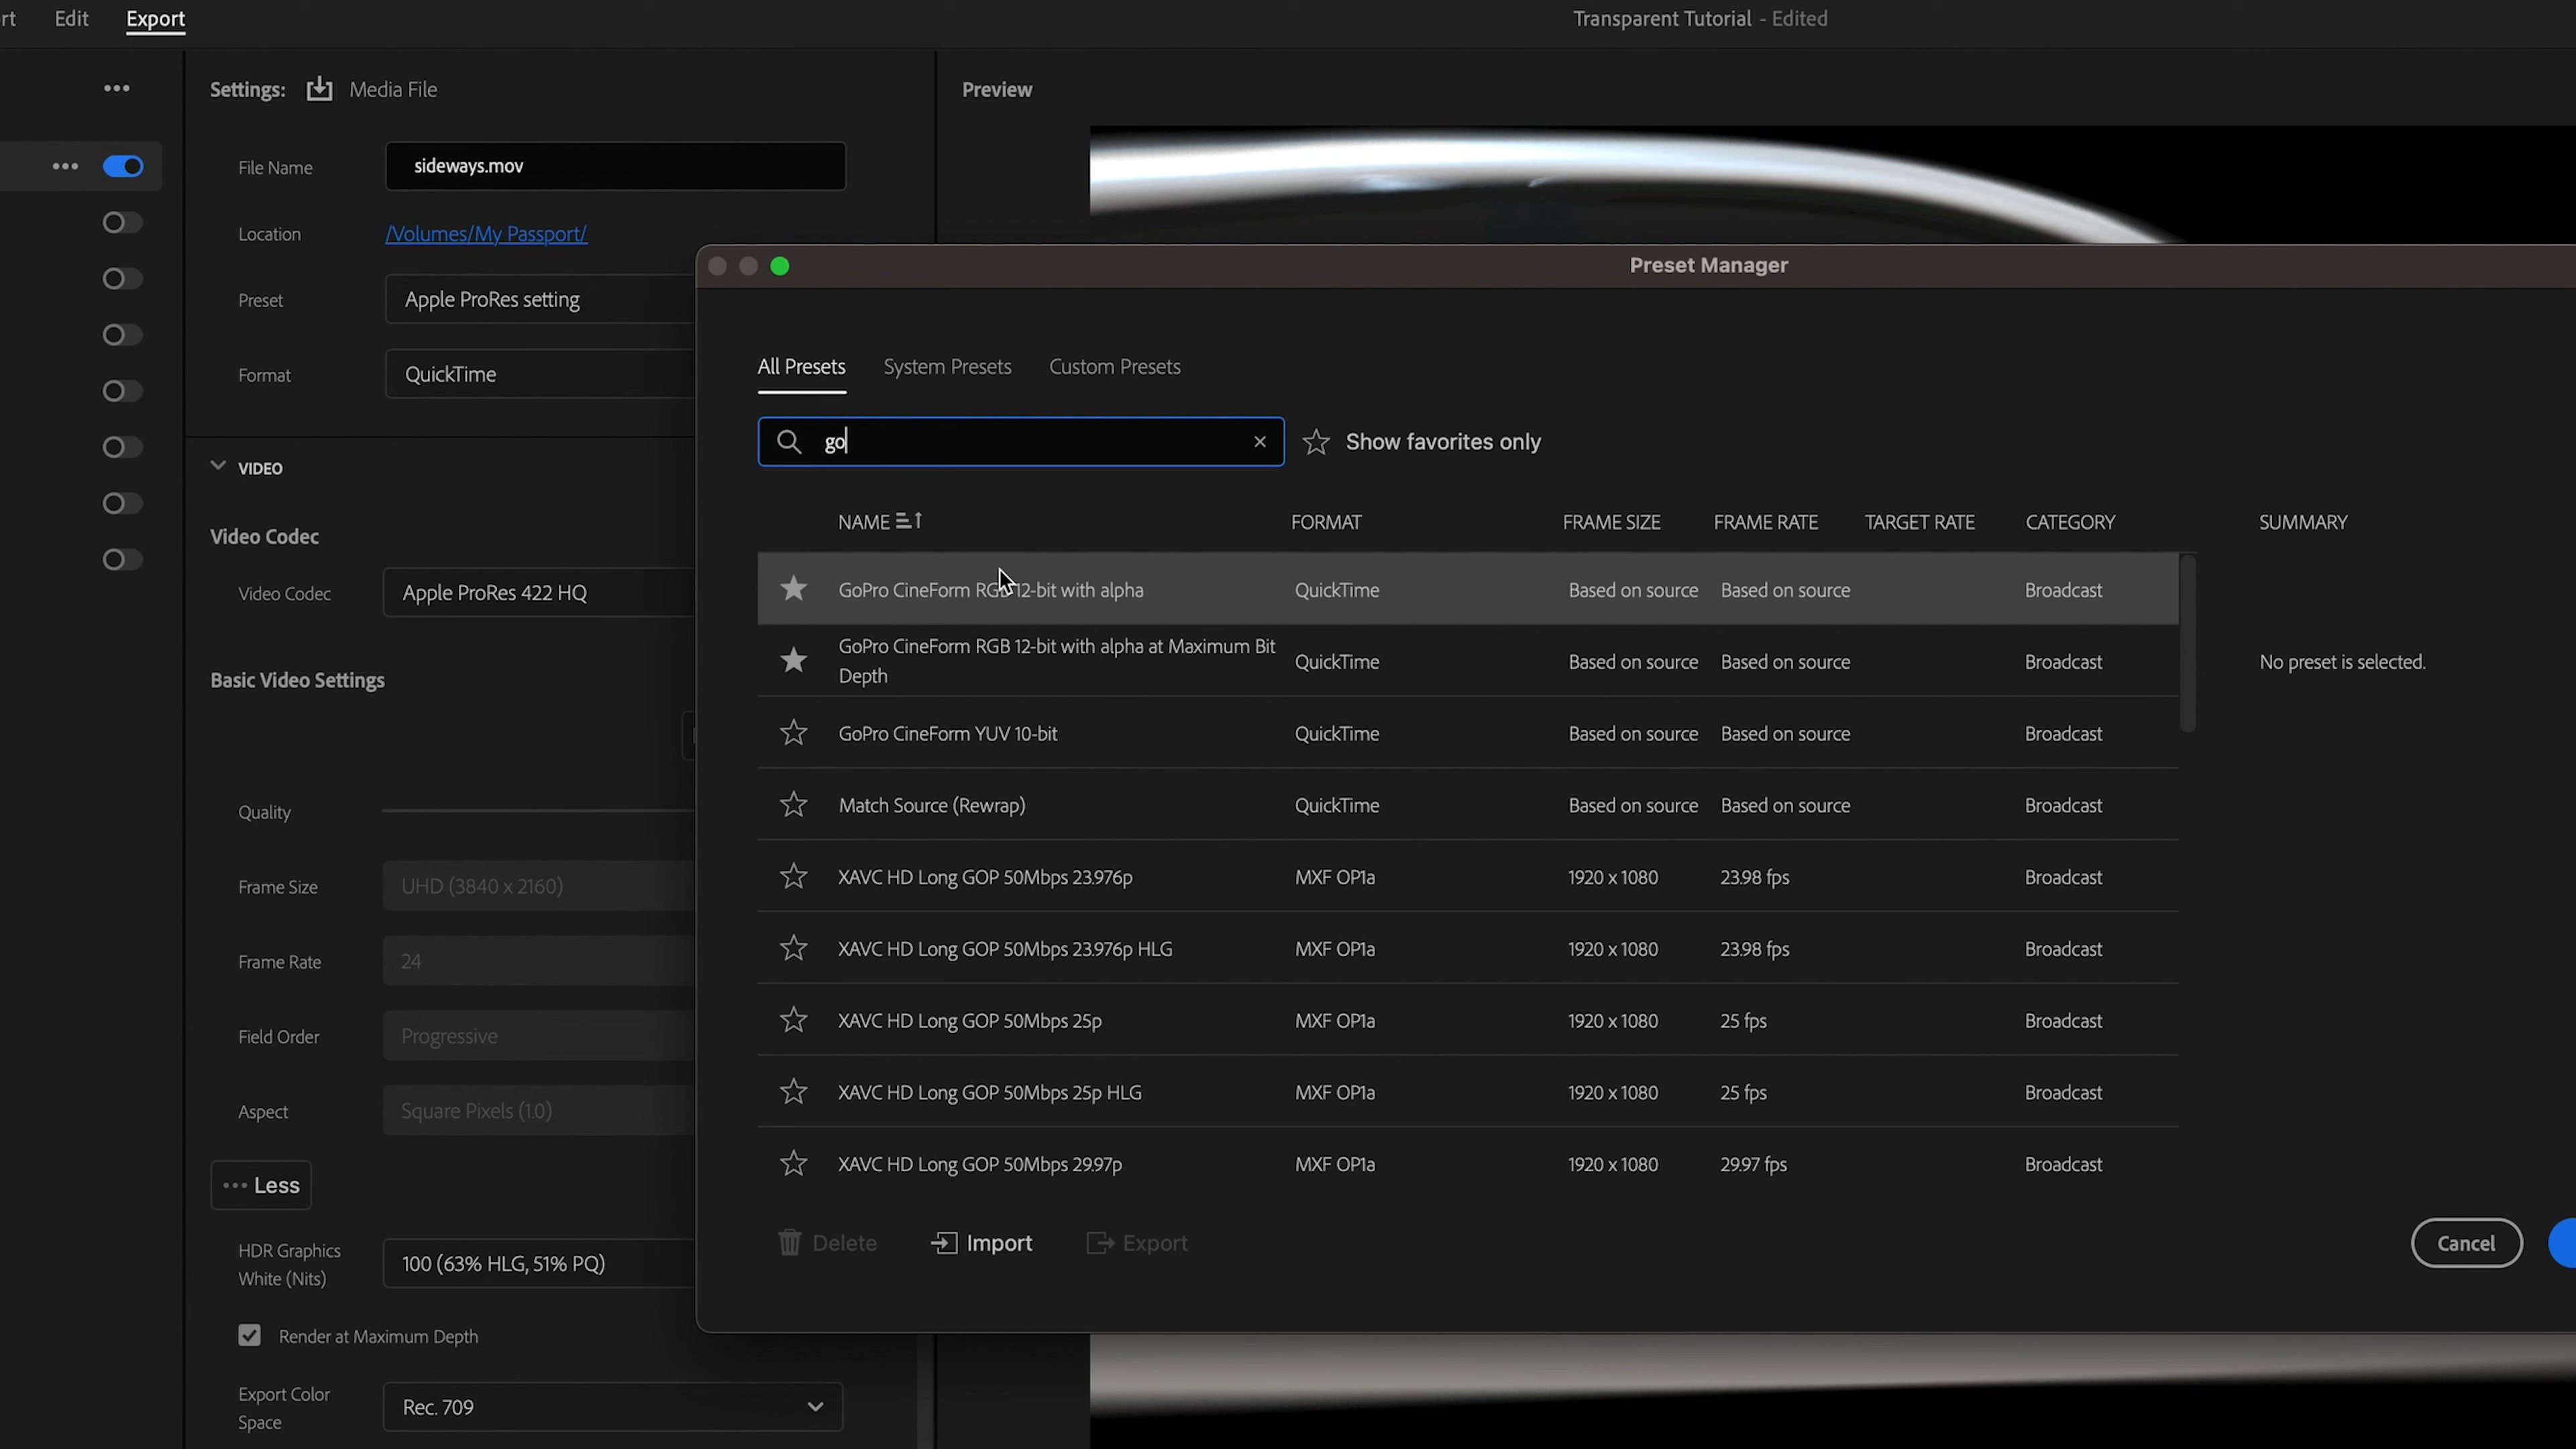 rt Edit Export
Transparent Tutorial - Edited
Settings: Media File
Preview
File Name sideways.mov
Location /Volumes/My Passport/
Preset Apple ProRes setting
Format QuickTime
VIDEO
Video Codec
Video Codec Apple ProRes 422 HQ
Basic Video Settings
Quality
Frame Size UHD (3840 x 2160)
Frame Rate 24
Field Order Progressive
Aspect Square Pixels (1.0)
Less
HDR Graphics
White (Nits)
100 (63% HLG, 51% PQ)
Render at Maximum Depth
Export Color
Space
Rec. 709
Preset Manager
All Presets System Presets Custom Presets
go
Show favorites only
NAME FORMAT FRAME SIZE FRAME RATE TARGET RATE CATEGORY SUMMARY
GoPro CineForm RGB 12-bit with alpha QuickTime Based on source Based on source Broadcast
GoPro CineForm RGB 12-bit with alpha at Maximum Bit
Depth
QuickTime Based on source Based on source Broadcast
No preset is selected.
GoPro CineForm YUV 10-bit QuickTime Based on source Based on source Broadcast
Match Source (Rewrap) QuickTime Based on source Based on source Broadcast
XAVC HD Long GOP 50Mbps 23.976p MXF OP1a 1920 x 1080 23.98 fps Broadcast
XAVC HD Long GOP 50Mbps 23.976p HLG MXF OP1a 1920 x 1080 23.98 fps Broadcast
XAVC HD Long GOP 50Mbps 25p MXF OP1a 1920 x 1080 25 fps Broadcast
XAVC HD Long GOP 50Mbps 25p HLG MXF OP1a 1920 x 1080 25 fps Broadcast
XAVC HD Long GOP 50Mbps 29.97p MXF OP1a 1920 x 1080 29.97 fps Broadcast
Delete Import Export
Cancel